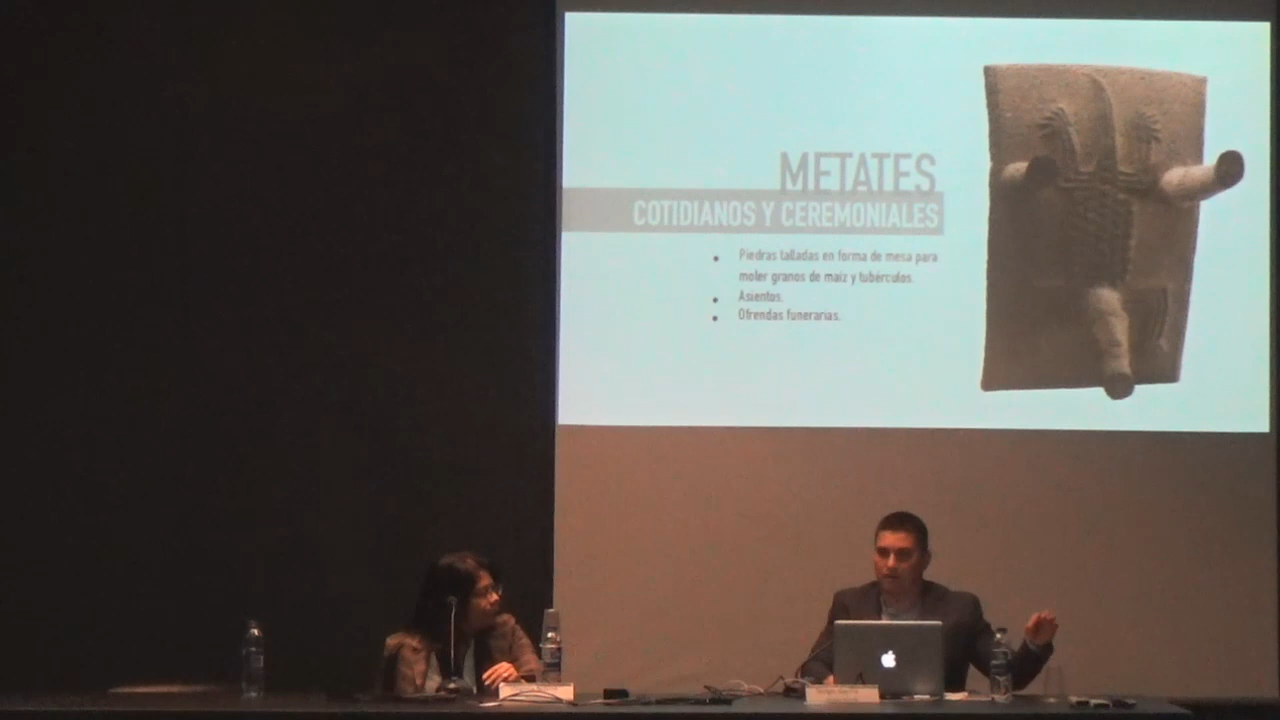 METATES
COTIDIANOS Y CEREMONIALES
• Piedras talladas en forma de mesa para
moler granos de maíz y tubérculos.
• Asientos.
• Ofrendas funerarias.